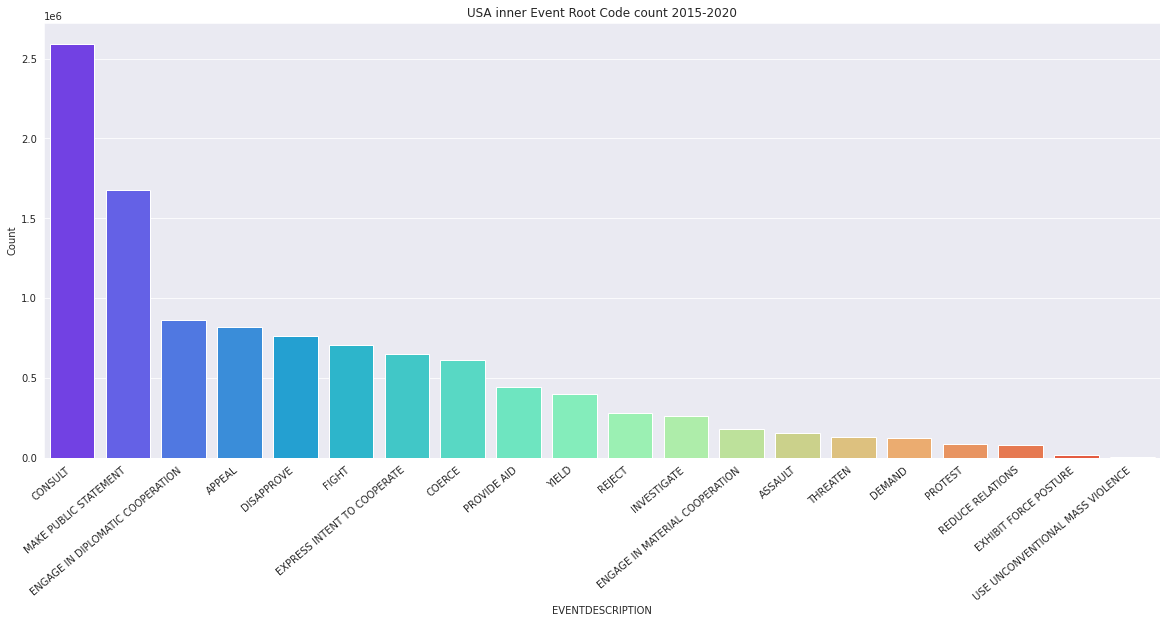 USA inner Event Root Code count 2015-2020
1e6
2.5
2.0
1.5
1.0
0.5
0.0
Count
CONSULT
MAKE PUBLIC STATEMENT
ENGAGE IN DIPLOMATIC COOPERATION
APPEAL
DISAPPROVE
FIGHT
EXPRESS INTENT TO COOPERATE
COERCE
PROVIDE AID
YIELD
REJECT
INVESTIGATE
ENGAGE IN MATERIAL COOPERATION
ASSAULT
THREATEN
DEMAND
PROTEST
REDUCE RELATIONS
EXHIBIT FORCE POSTURE
USE UNCONVENTIONAL MASS VIOLENCE
EVENTDESCRIPTION